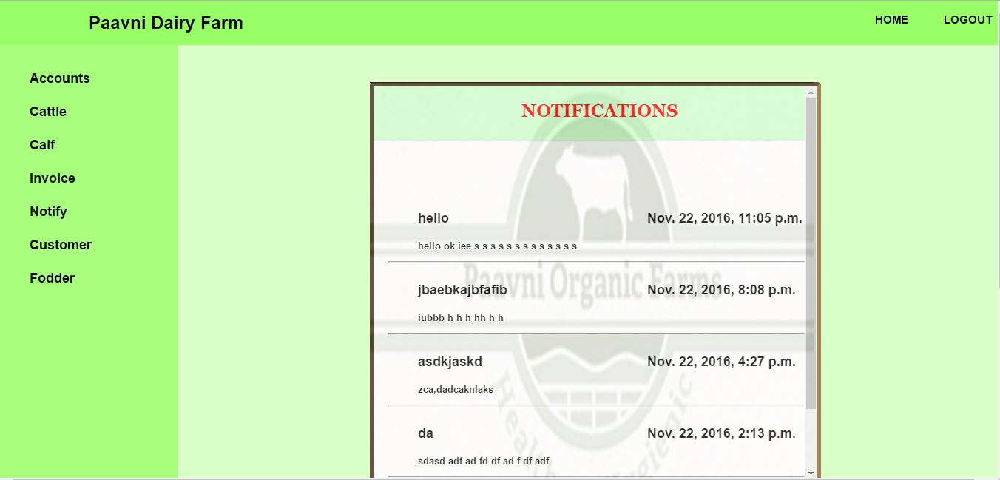 Paavni Dairy Farm
HOME
LOGOUT
Accounts
Cattle
Calf
Invoice
Notify
Customer
Fodder
NOTIFICATIONS
hello Nov. 22, 2016, 11:05 p.m.
hello ok iee s s s s s s s s s s s s s
Paavni Organic Farms
jbaebkajbfafib Nov. 22, 2016, 8:08 p.m.
iubbb h h h hh h h
asdkjaskd Nov. 22, 2016, 4:27 p.m.
zca,dadcaknlaks
da Nov. 22, 2016, 2:13 p.m.
sdasd adf ad fd df ad f df adf